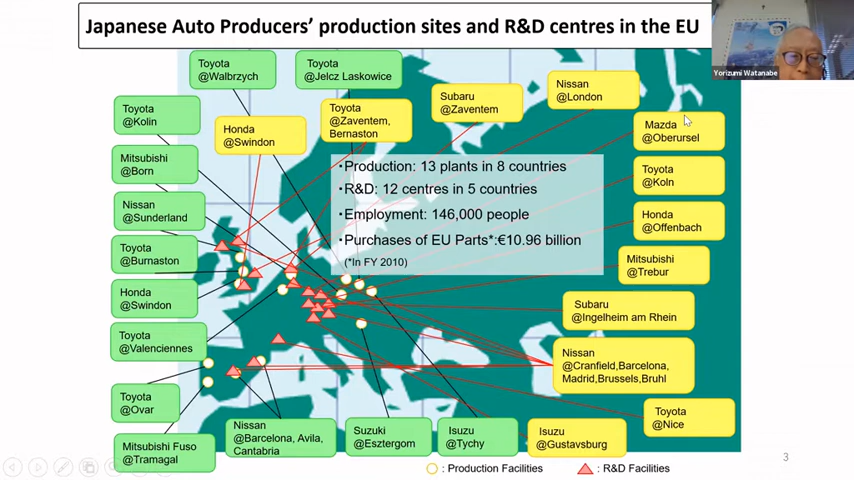 Japanese Auto Producers' production sites and R&D centres in the EU
Yorizumi Watanabe
Toyota
@Walbrzych
Toyota
@Jelcz Laskowice
Toyota
@Kolin
Honda
@Swindon
Toyota
@Zaventem,
Bernaston
Subaru
@Zaventem
Nissan
@London
Mazda
@Oberursel
Mitsubishi
@Born
Toyota
@Koln
・Production: 13 plants in 8 countries
・R&D: 12 centres in 5 countries
・Employment: 146,000 people
・Purchases of EU Parts*:€10.96 billion
(*In FY 2010)
Nissan
@Sunderland
Honda
@Offenbach
Toyota
@Burnaston
Mitsubishi
@Trebur
Honda
@Swindon
Subaru
@Ingelheim am Rhein
Toyota
@Valenciennes
Nissan
@Cranfield,Barcelona,
Madrid,Brussels,Bruhl
Toyota
@Ovar
Toyota
@Nice
Mitsubishi Fuso
@Tramagal
Nissan
@Barcelona, Avila,
Cantabria
Suzuki
@Esztergom
Isuzu
@Tychy
Isuzu
@Gustavsburg
3
: Production Facilities
: R&D Facilities